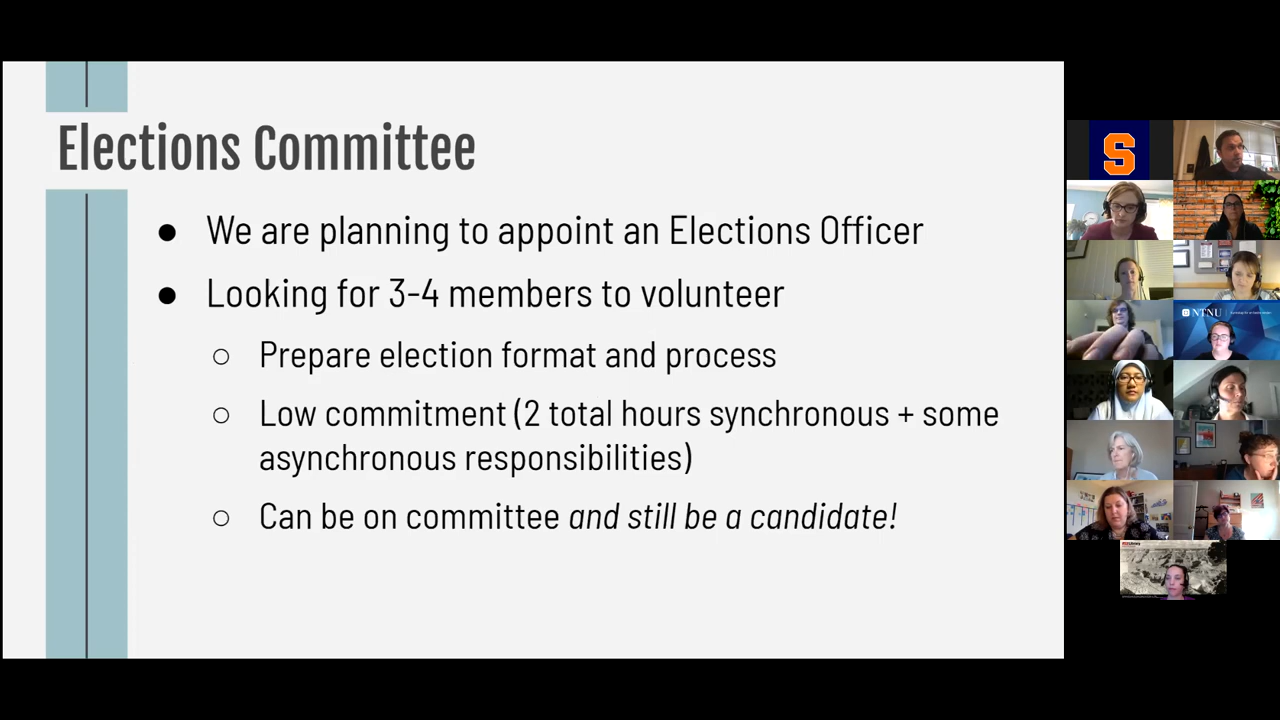 Elections Committee
● We are planning to appoint an Elections Officer
● Looking for 3-4 members to volunteer
○ Prepare election format and process
○ Low commitment (2 total hours synchronous + some
asynchronous responsibilities)
○ Can be on committee and still be a candidate!
S
NTNU